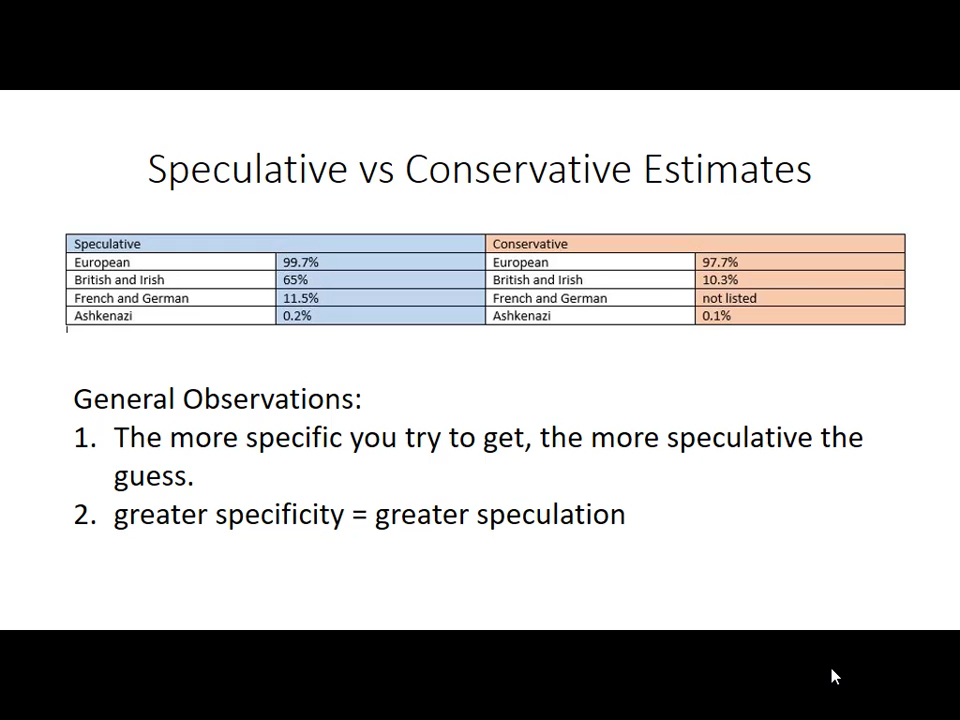 Speculative vs Conservative Estimates
Speculative Conservative
European 99.7% European 97.7%
British and Irish 65% British and Irish 10.3%
French and German 11.5% French and German not listed
Ashkenazi 0.2% Ashkenazi 0.1%
General Observations:
1. The more specific you try to get, the more speculative the
guess.
2. greater specificity = greater speculation